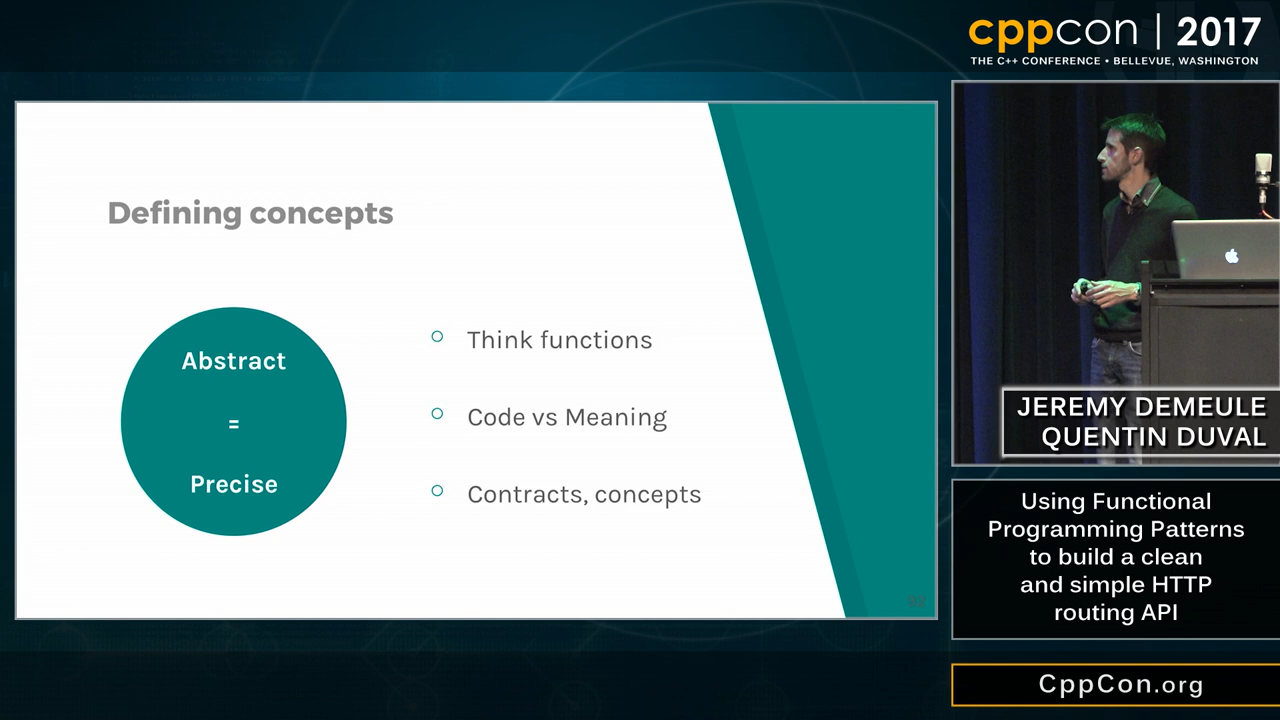 cppcon | 2017
THE C++ CONFERENCE • BELLEVUE, WASHINGTON
Defining concepts
Abstract
=
Precise
Think functions
Code vs Meaning
Contracts, concepts
JEREMY DEMEULE
QUENTIN DUVAL
Using Functional
Programming Patterns
to build a clean
and simple HTTP
routing API
CppCon.org